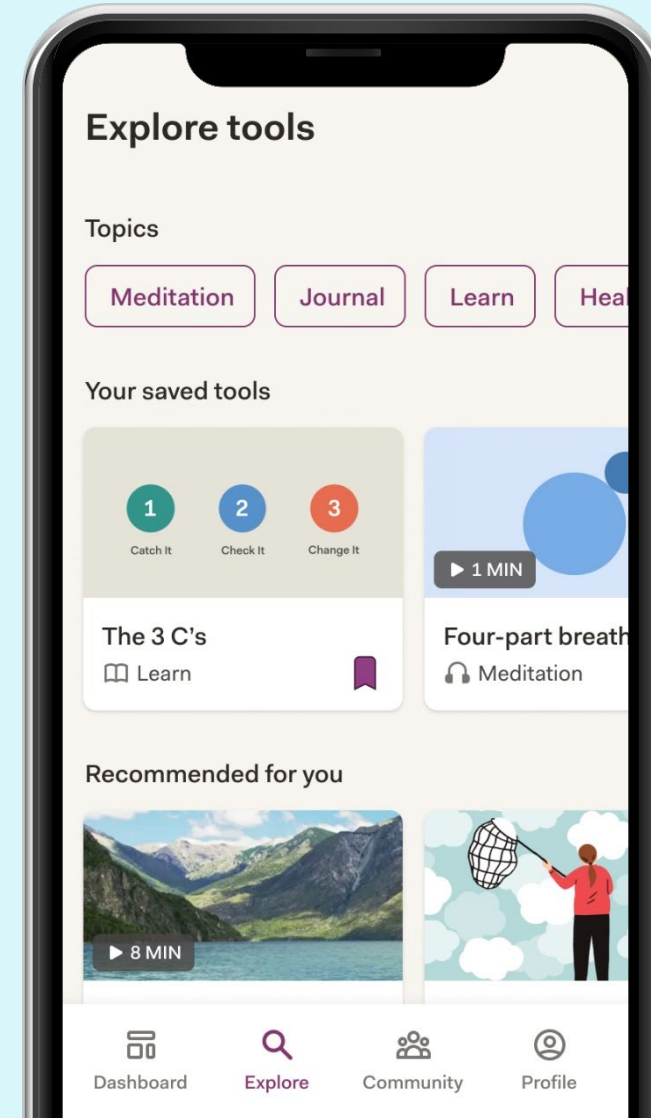 Explore tools
Topics
Meditation Journal Learn Heal
Your saved tools
1 2 3
Catch It Check It Change It
1 MIN
The 3 C's Four-part breath
Learn Meditation
Recommended for you
8 MIN
Dashboard Explore Community Profile